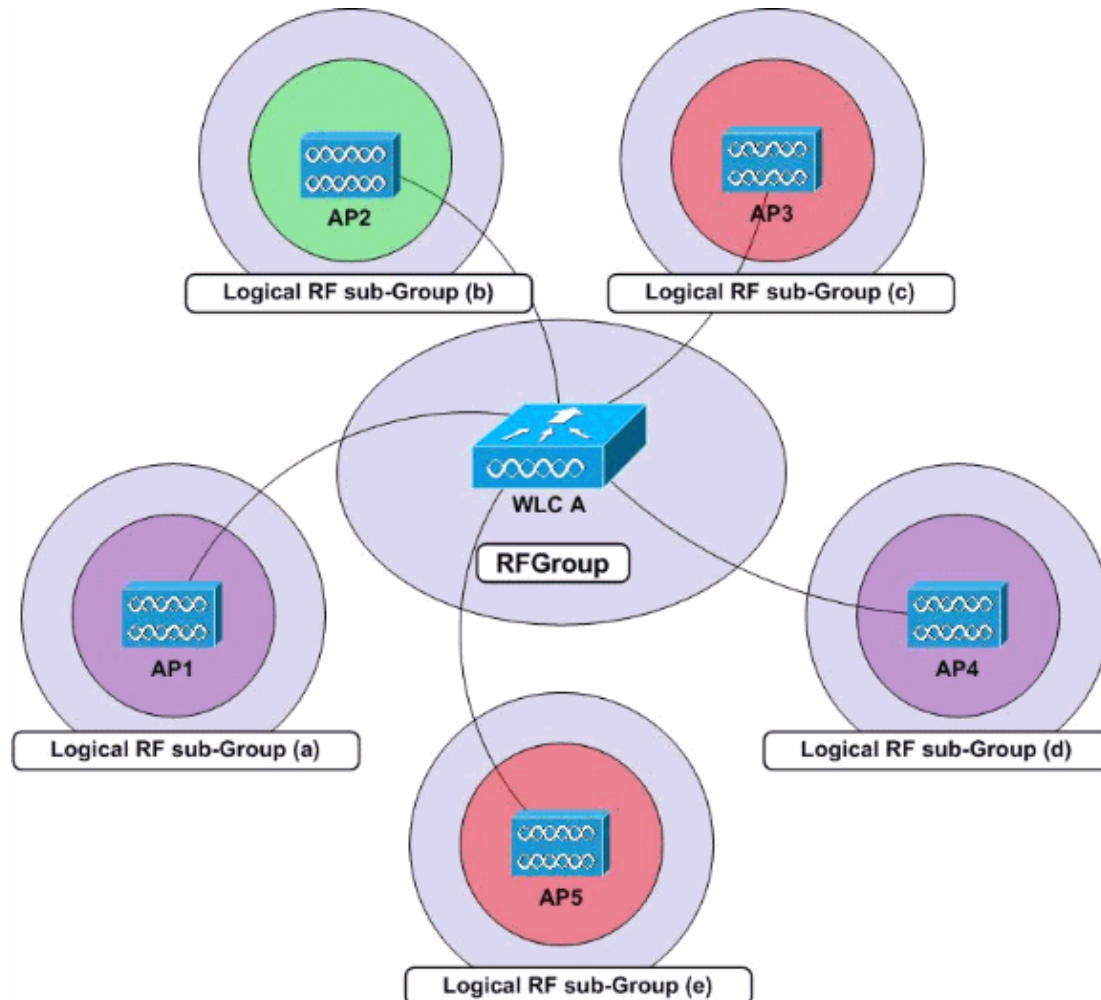 AP2
AP3
Logical RF sub-Group (b)
Logical RF sub-Group (c)
WLC A
RFGroup
AP1
AP4
Logical RF sub-Group (a)
Logical RF sub-Group (d)
AP5
Logical RF sub-Group (e)